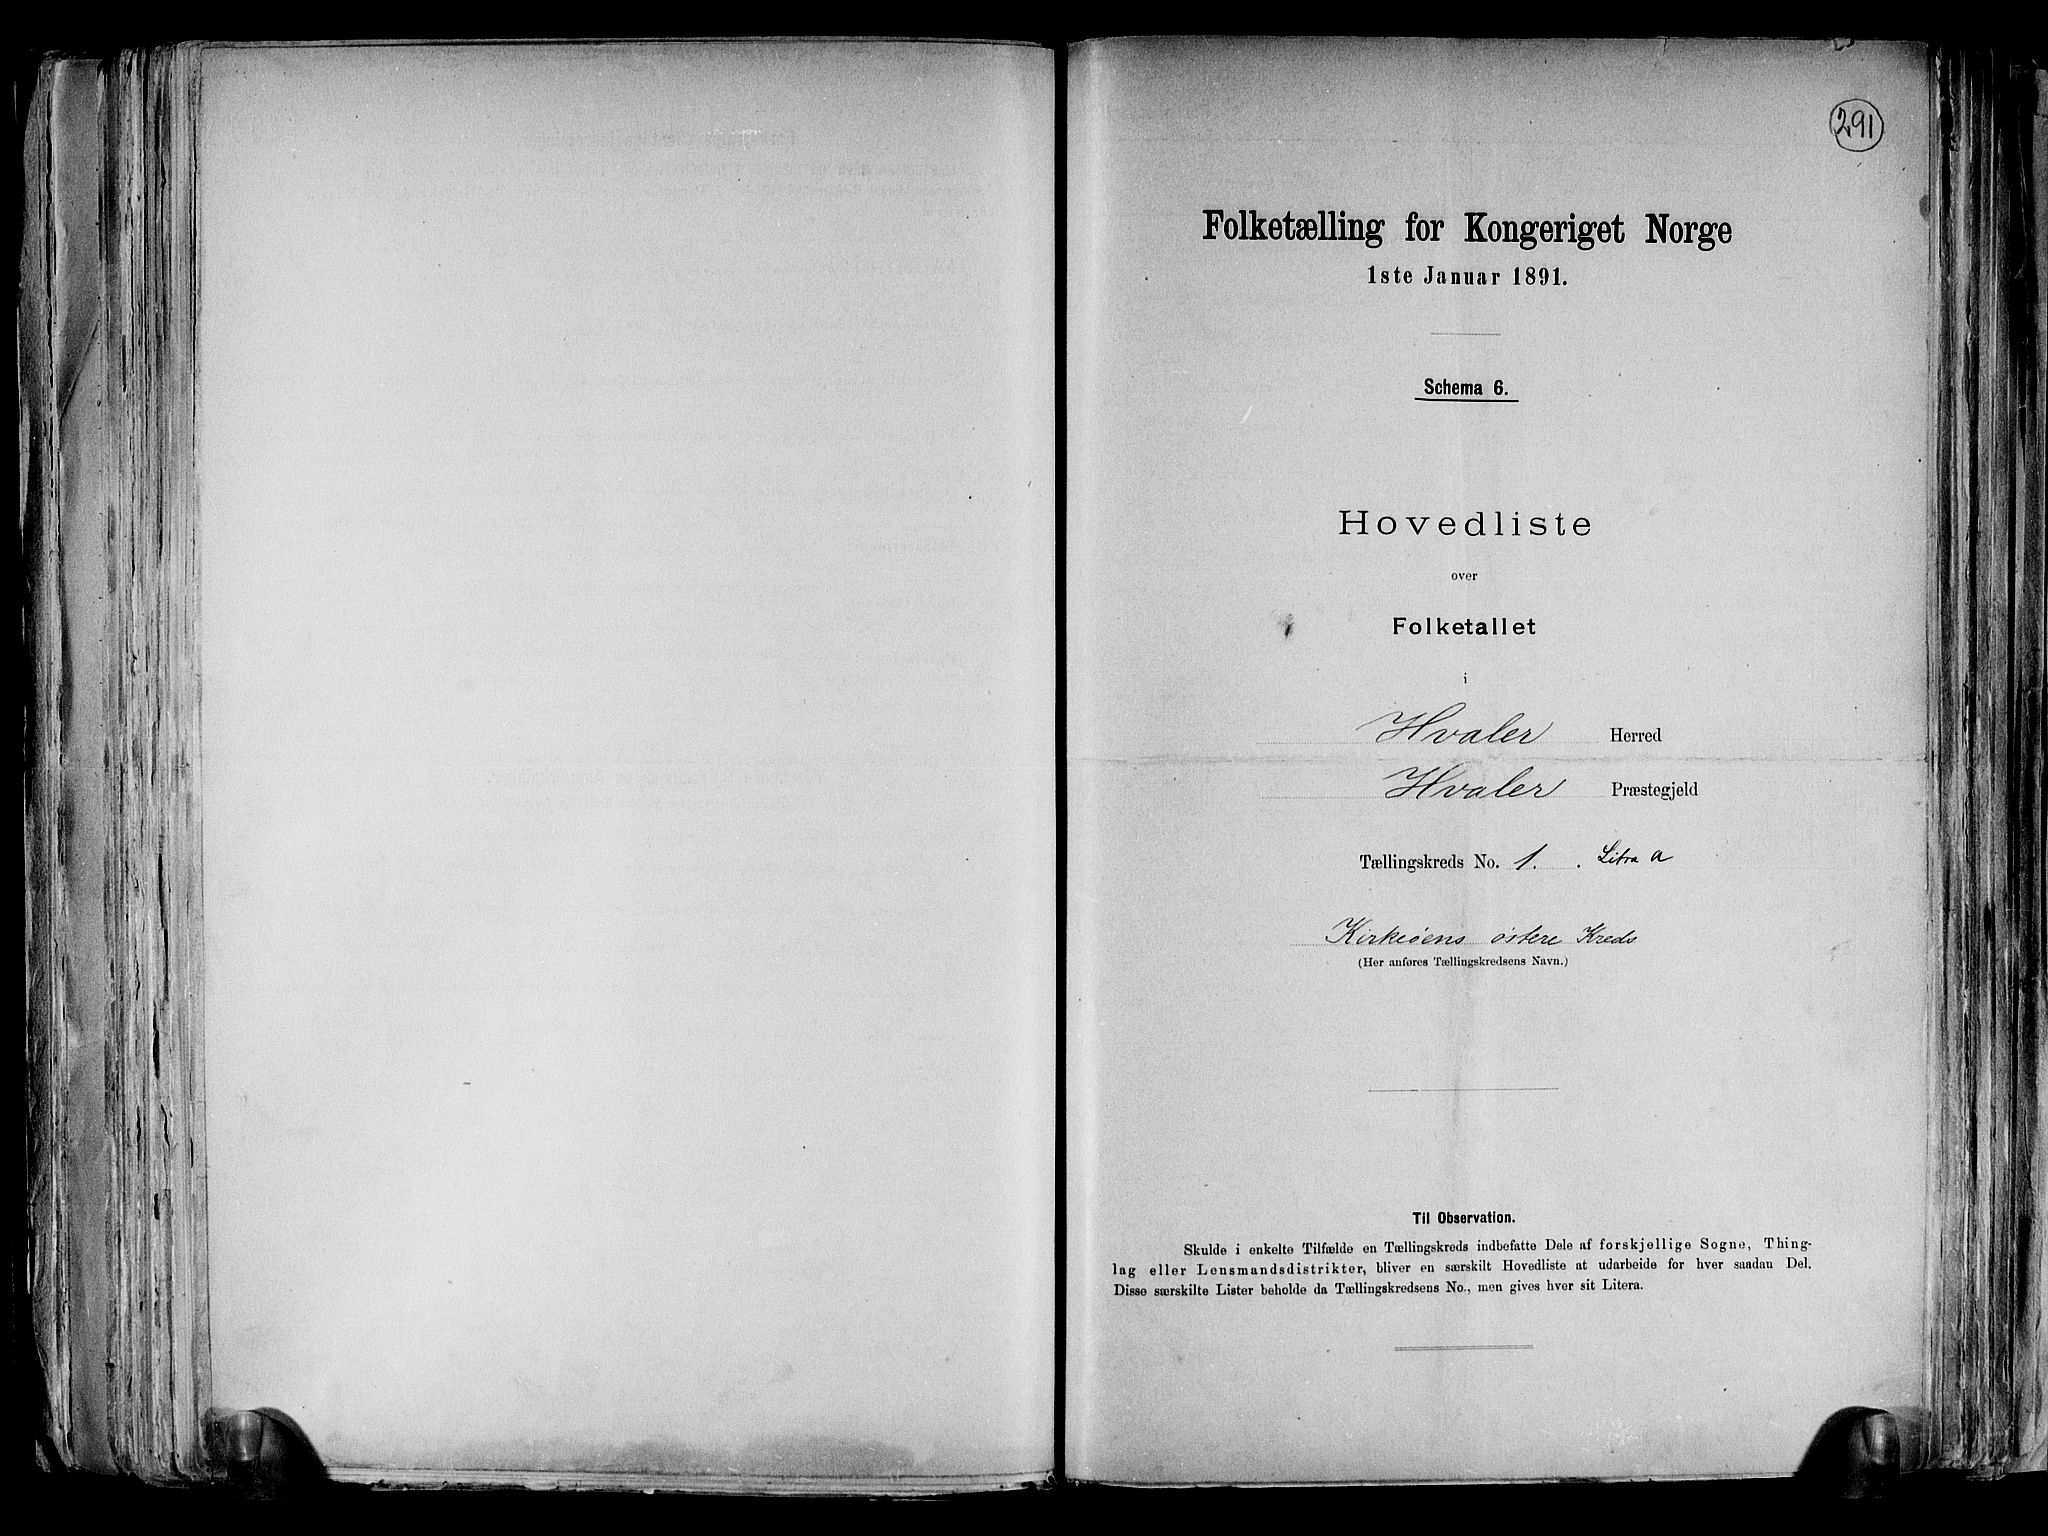 291
Folketælling for Kongeriget Norge
1ste Januar 1891.
Schema 6.
Hovedliste
over
Folketallet
i
Hvaler Herred
Hvaler Præstegjeld
Tællingskreds No. 1. . Litra a
Kirkeøens østere Kreds
(Her anføres Tællingskredsens Navn.)
Til Observation.
Skulde i enkelte Tilfælde en Tællingskreds indbefatte Dele af forskjellige Sogne, Thing-
lag eller Lensmandsdistrikter, bliver en særskilt Hovedliste at udarbeide for hver saadan Del.
Disse særskilte Lister beholde da Tællingskredsens No., men gives hver sit Litera.